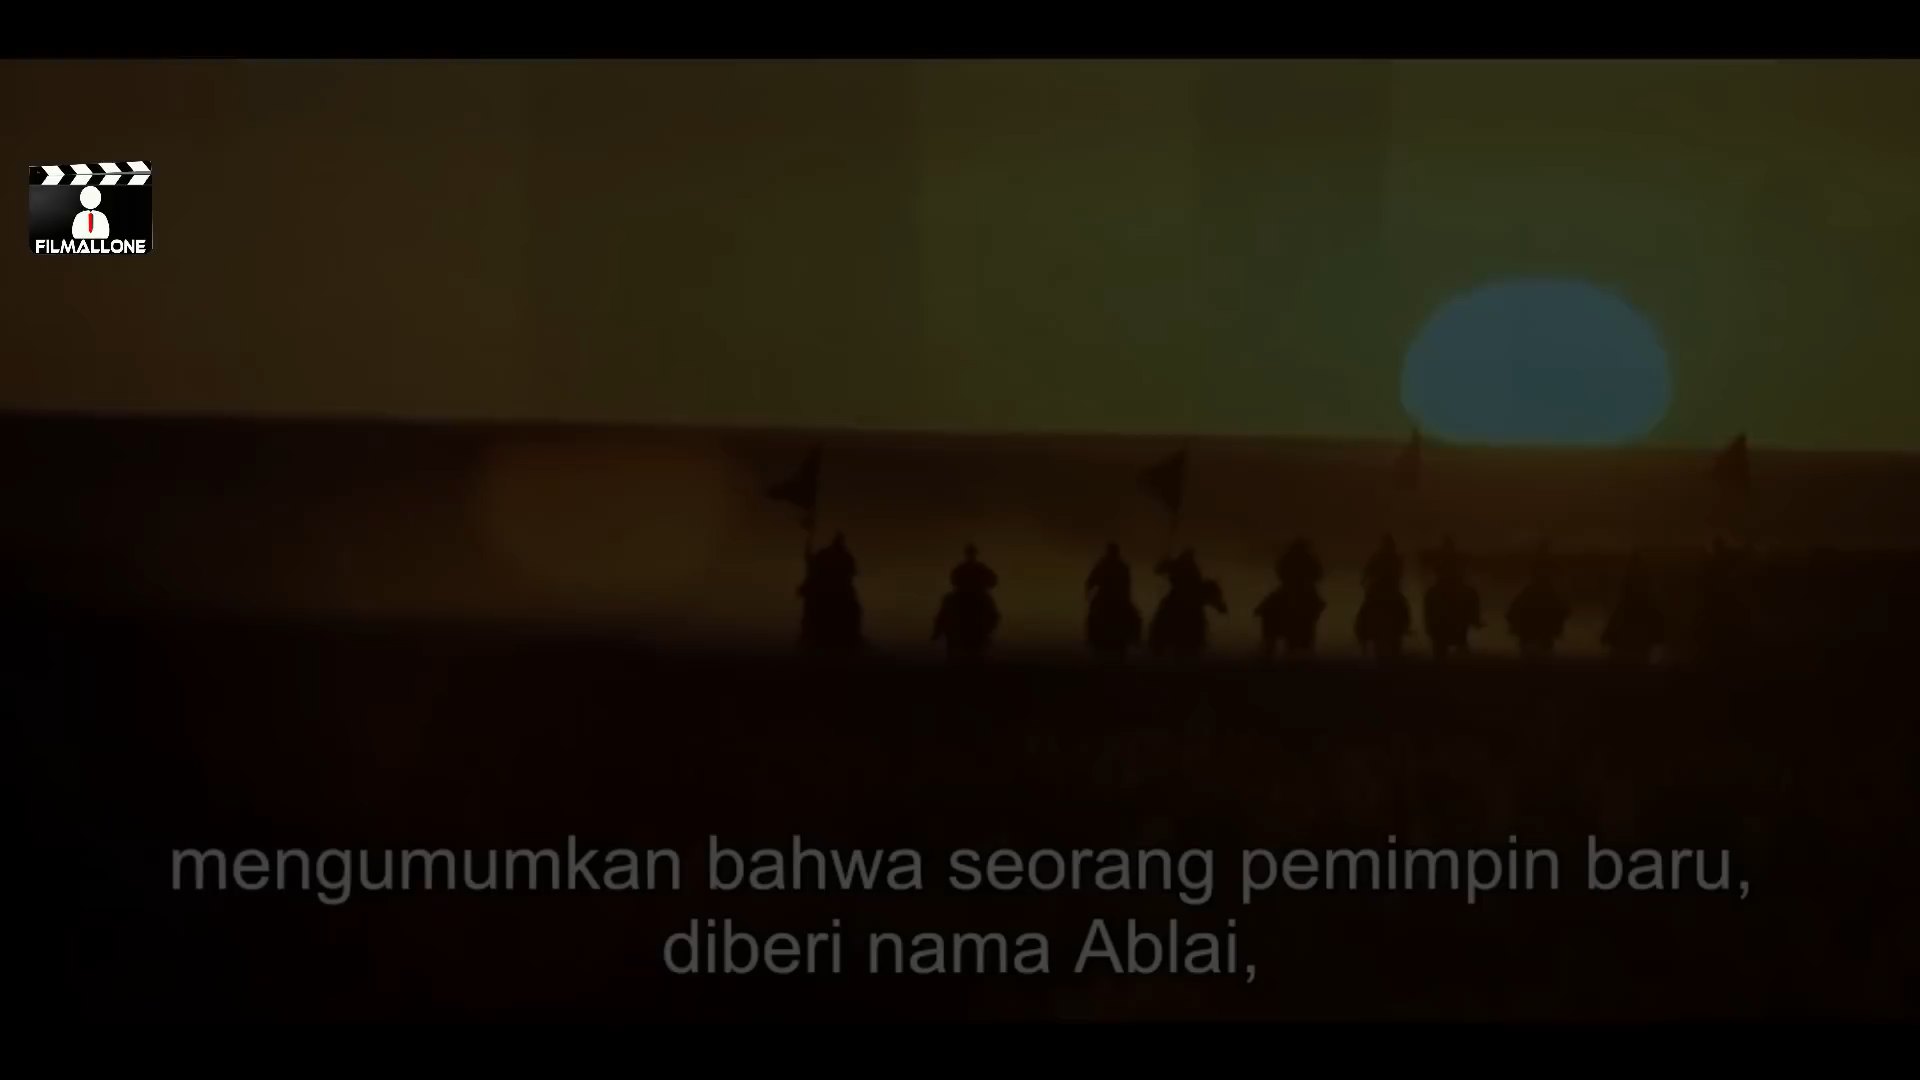 FILMALLONE
mengumumkan bahwa seorang pemimpin baru,
diberi nama Ablai,